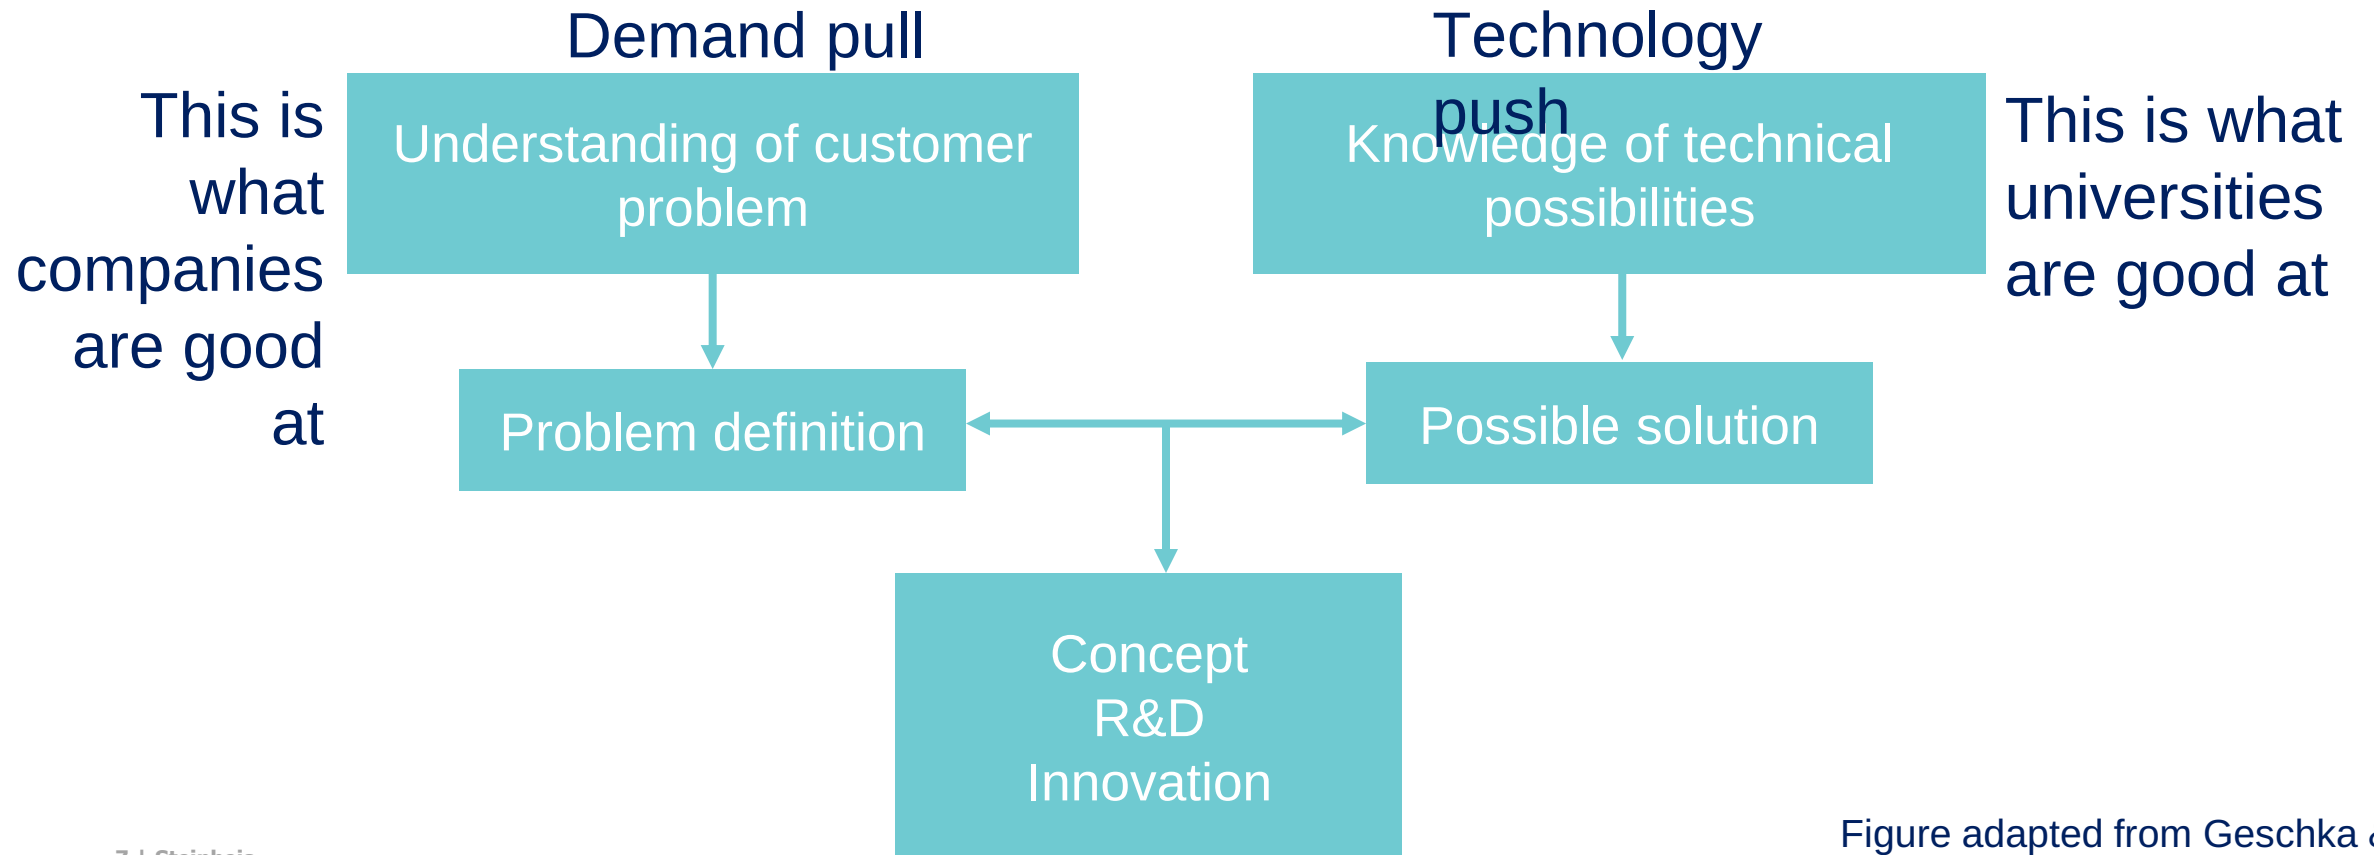 Demand pull
Technology
push
This is
what
companies
are good
at
Understanding of customer
problem
Knowledge of technical
possibilities
This is what
universities
are good at
Problem definition
Possible solution
Concept
R&D
Innovation
Figure adapted from Geschka